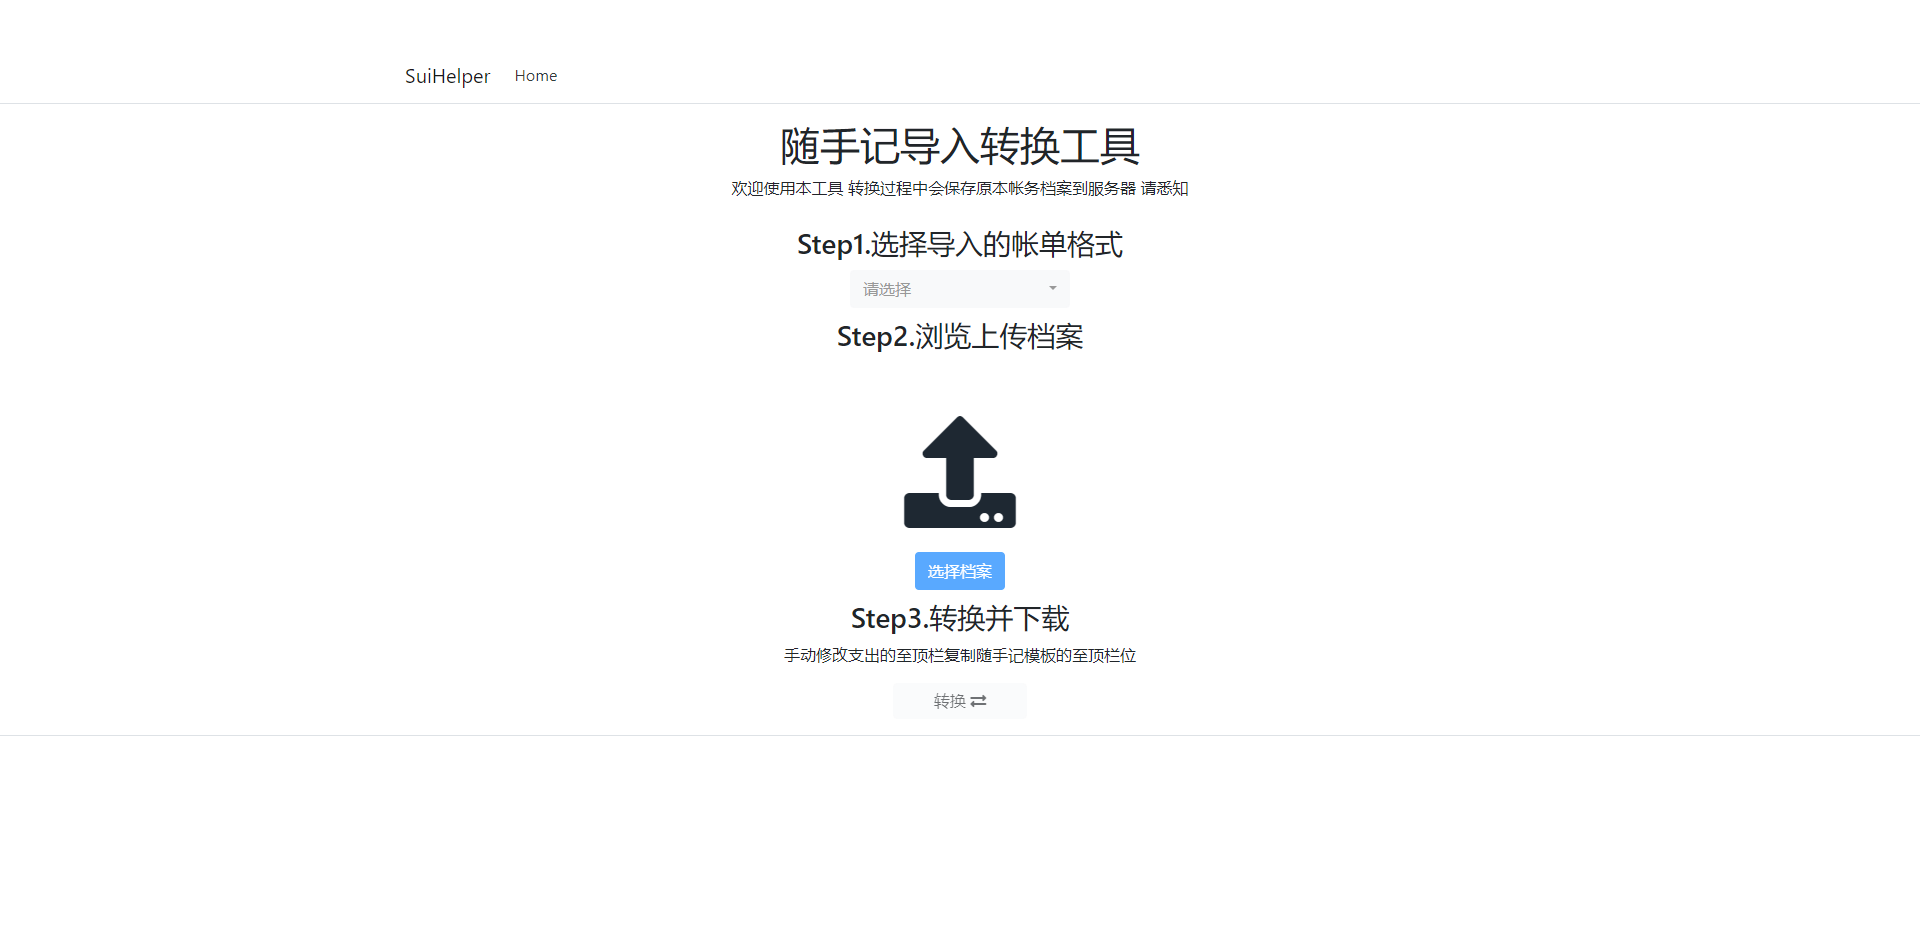 SuiHelper Home
随手记导入转换工具
欢迎使用本工具 转换过程中会保存原本帐务档案到服务器 请悉知
Step1.选择导入的帐单格式
请选择
Step2.浏览上传档案
选择档案
Step3.转换并下载
手动修改支出的至顶栏复制随手记模板的至顶栏位
转换